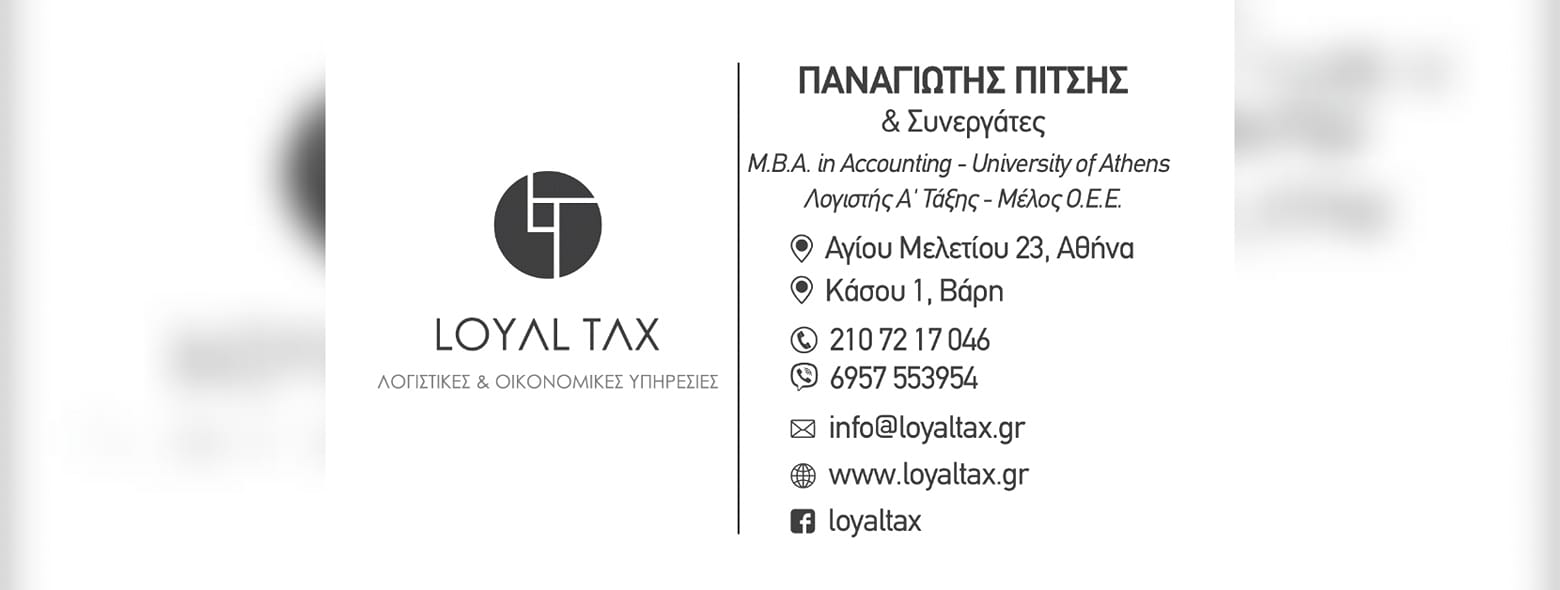 LOYAL TAX
ΛΟΓΙΣΤΙΚΕΣ & ΟΙΚΟΝΟΜΙΚΕΣ ΥΠΗΡΕΣΙΕΣ
ΠΑΝΑΓΙΩΤΗΣ ΠΙΤΣΗΣ
& Συνεργάτες
M.B.A. in Accounting - University of Athens
Λογιστής Α' Τάξης - Μέλος Ο.Ε.Ε.
Αγίου Μελετίου 23, Αθήνα
Κάσου 1, Βάρη
210 72 17 046
6957 553954
info@loyaltax.gr
www.loyaltax.gr
loyaltax